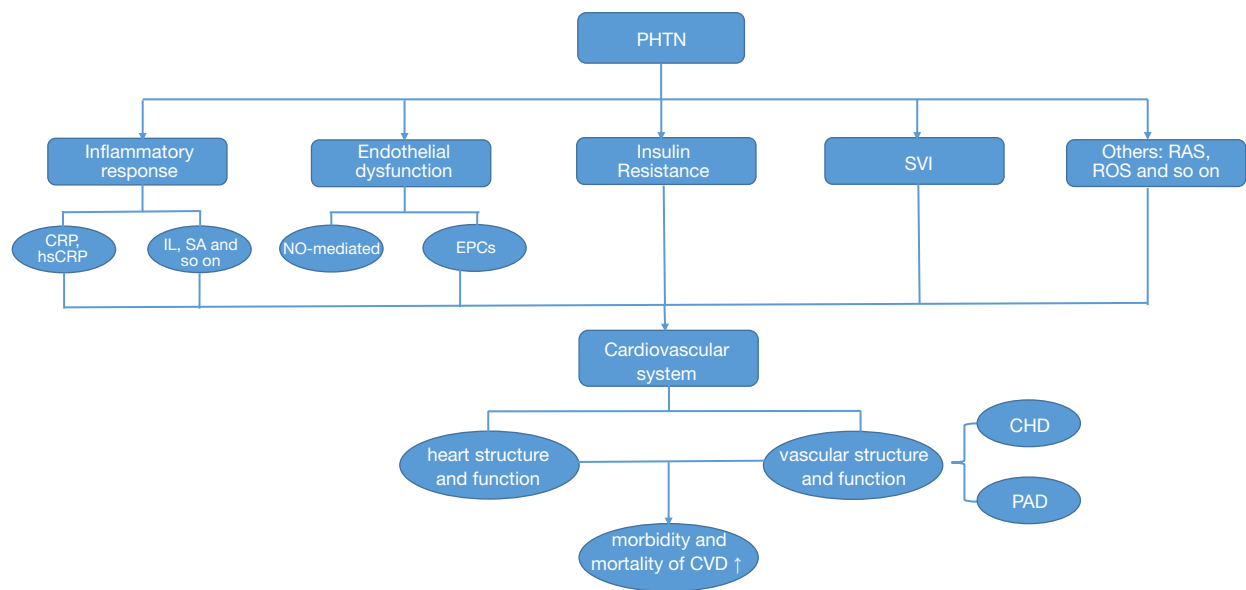 PHTN
Inflammatory
response
Endothelial
dysfunction
Insulin
Resistance
SVI
Others: RAS,
ROS and so on
CRP,
hsCRP
IL, SA and
so on
NO-mediated
EPCs
Cardiovascular
system
heart structure
and function
vascular structure
and function
CHD
PAD
morbidity and
mortality of CVD ↑